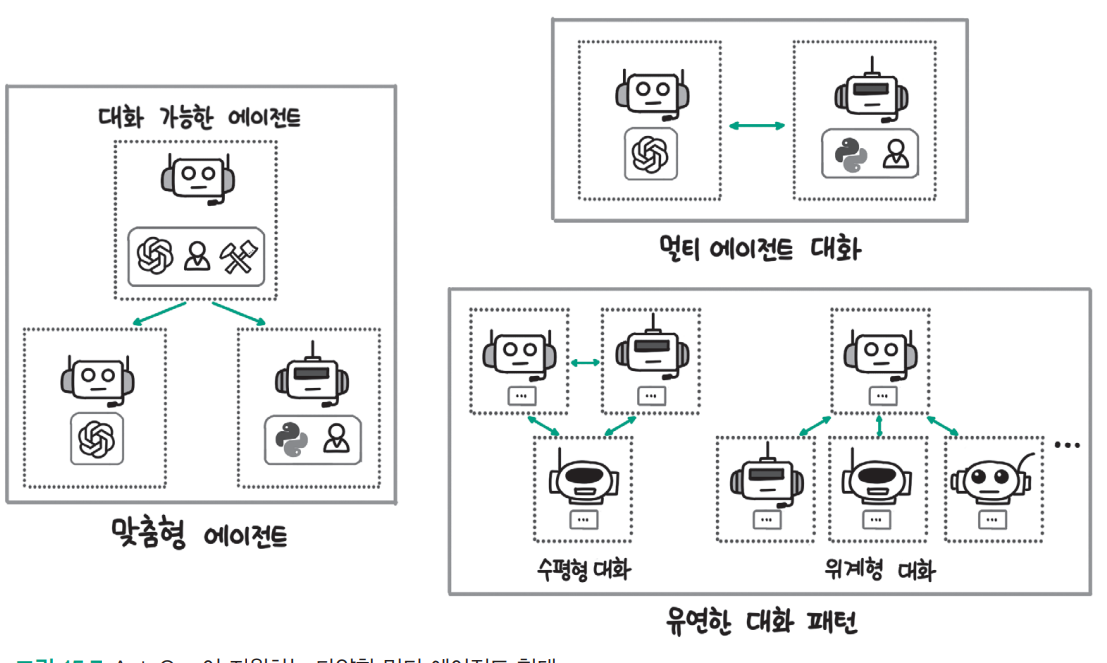 대화 가능한 에이전트
맞춤형 에이전트
멀티 에이전트 대화
수평형 대화
위계형 대화
유연한 대화 패턴